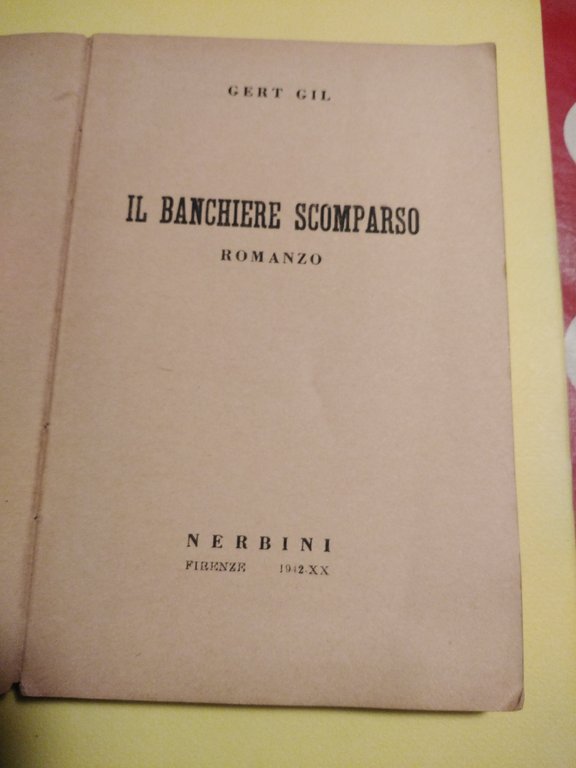 GERT GIL
IL BANCHIERE SCOMPARSO
ROMANZO
NERBINI
FIRENZE 1942-XX